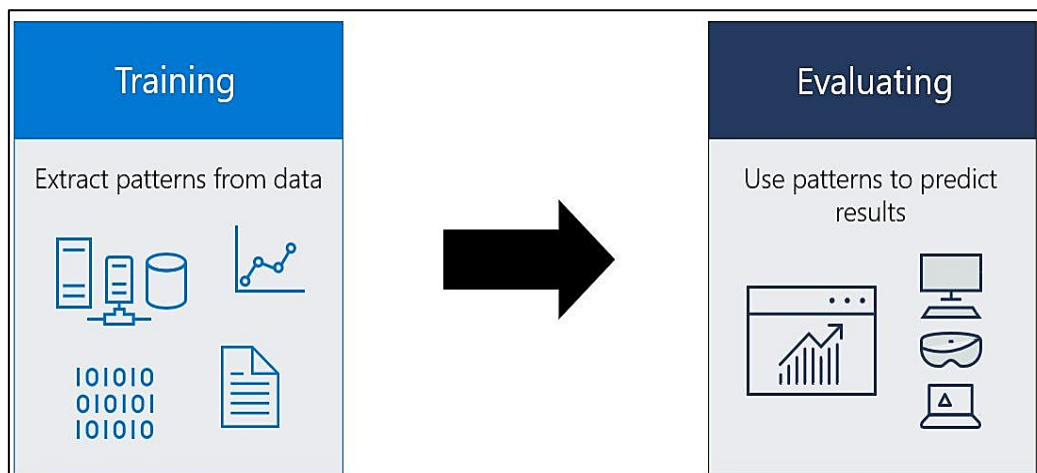 Training
Extract patterns from data
101010
010101
101010
Evaluating
Use patterns to predict
results